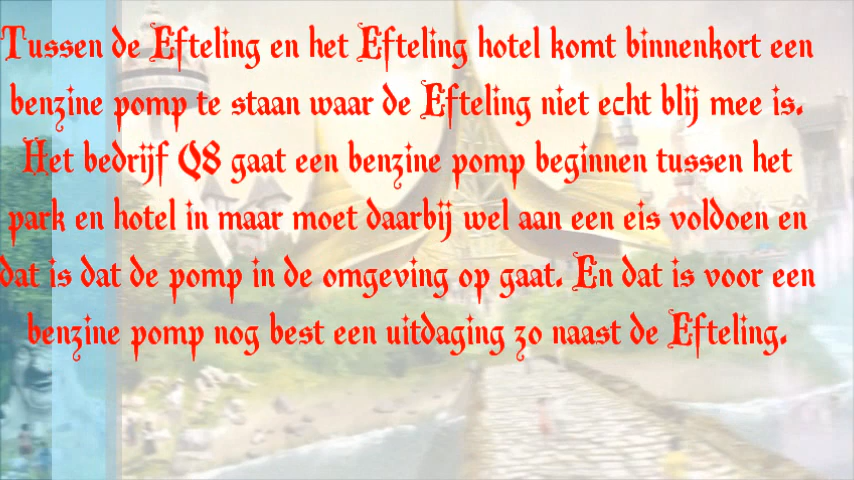 Tussen de Efteling en het Efteling hotel komt binnenkort een
benzine pomp te staan waar de Efteling niet echt blij mee is.
Het bedrijf Q8 gaat een benzine pomp beginnen tussen het
park en hotel in maar moet daarbij wel aan een eis voldoen en
dat is dat de pomp in de omgeving op gaat. En dat is voor een
benzine pomp nog best een uitdaging zo naast de Efteling.